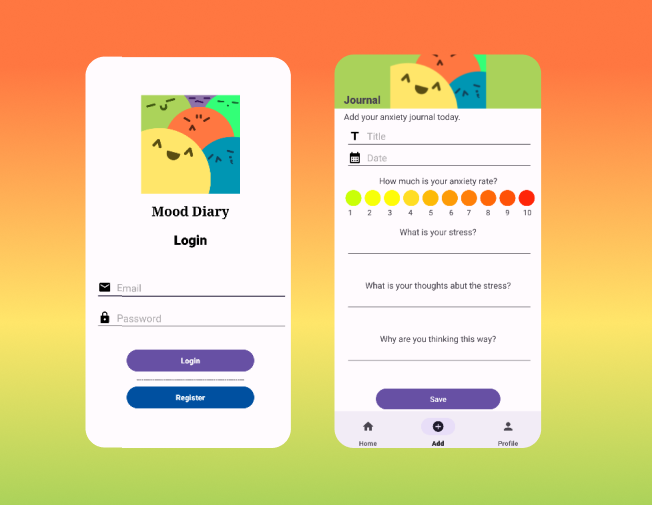 Mood Diary
Login
Email
Password
Login
Register
Journal
Add your anxiety journal today.
Title
Date
How much is your anxiety rate?
1 2 3 4 5 6 7 8 9 10
What is your stress?
What is your thoughts abut the stress?
Why are you thinking this way?
Save
Home Add Profile